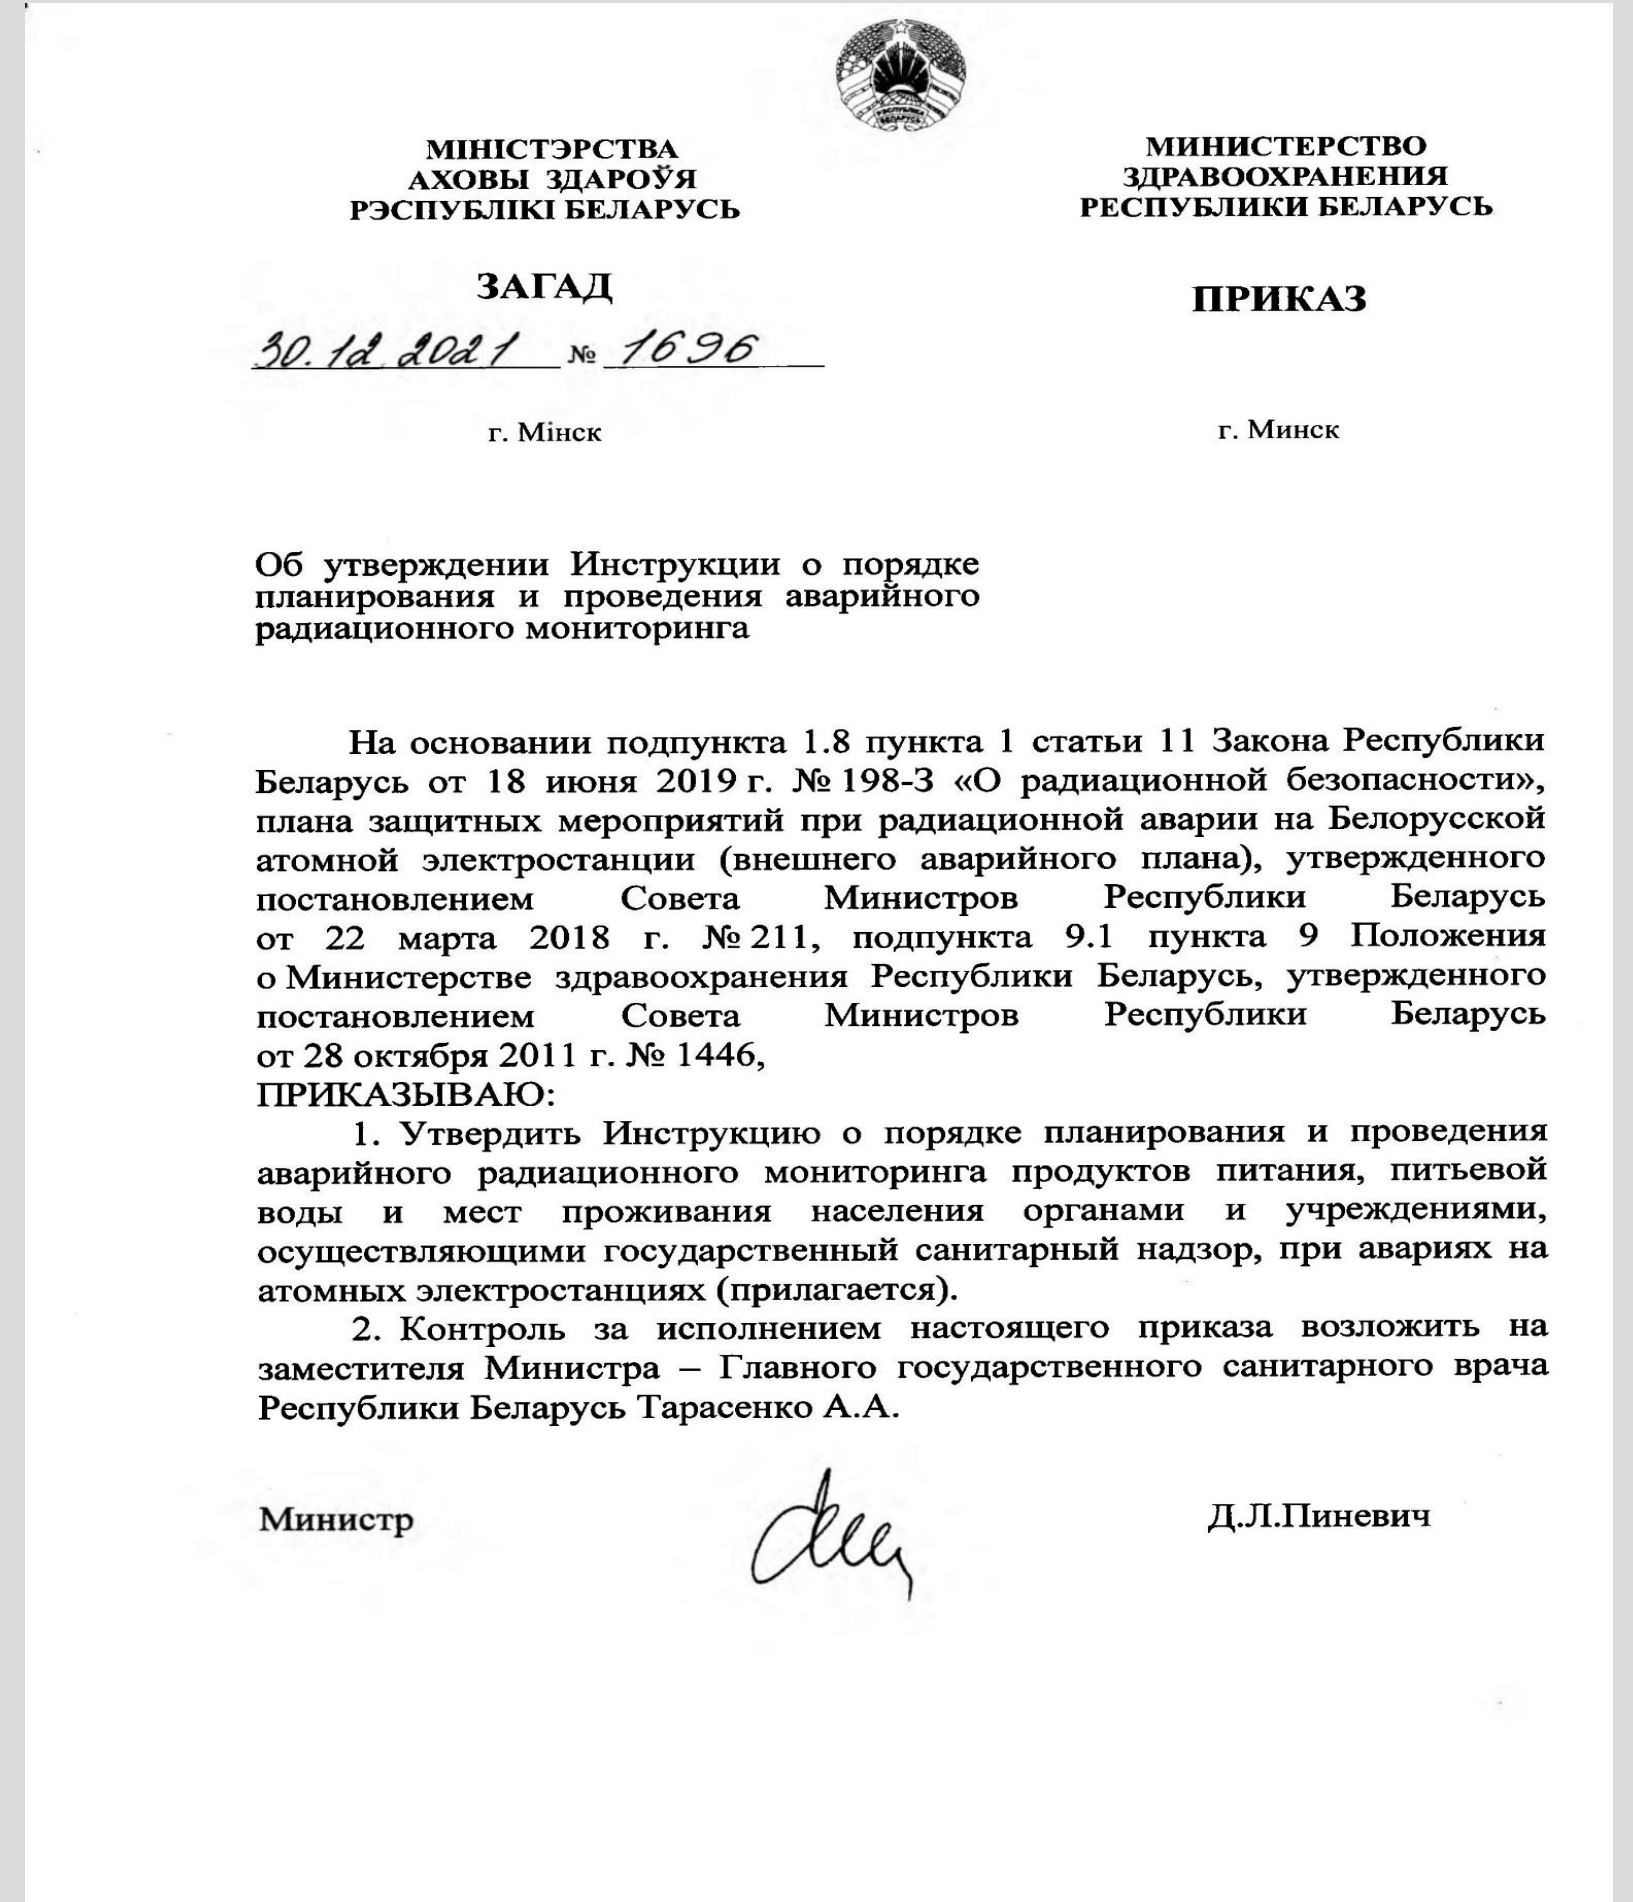 РЭСПУБЛІКА
БЕЛАРУСЬ
МІНІСТЭРСТВА
АХОВЫ ЗДАРОЎЯ
РЭСПУБЛІКІ БЕЛАРУСЬ
ЗАГАД
30.12.2021 № 1696
г. Мінск
МИНИСТЕРСТВО
ЗДРАВООХРАНЕНИЯ
РЕСПУБЛИКИ БЕЛАРУСЬ
ПРИКАЗ
г. Минск
Об утверждении Инструкции о порядке
планирования и проведения аварийного
радиационного мониторинга
На основании подпункта 1.8 пункта 1 статьи 11 Закона Республики
Беларусь от 18 июня 2019 г. № 198-З «О радиационной безопасности»,
плана защитных мероприятий при радиационной аварии на Белорусской
атомной электростанции (внешнего аварийного плана), утвержденного
постановлением Совета Министров Республики Беларусь
от 22 марта 2018 г. № 211, подпункта 9.1 пункта 9 Положения
о Министерстве здравоохранения Республики Беларусь, утвержденного
постановлением Совета Министров Республики Беларусь
от 28 октября 2011 г. № 1446,
ПРИКАЗЫВАЮ:
1. Утвердить Инструкцию о порядке планирования и проведения
аварийного радиационного мониторинга продуктов питания, питьевой
воды и мест проживания населения органами и учреждениями,
осуществляющими государственный санитарный надзор, при авариях на
атомных электростанциях (прилагается).
2. Контроль за исполнением настоящего приказа возложить на
заместителя Министра – Главного государственного санитарного врача
Республики Беларусь Тарасенко А.А.
Министр
Д.Л.Пиневич